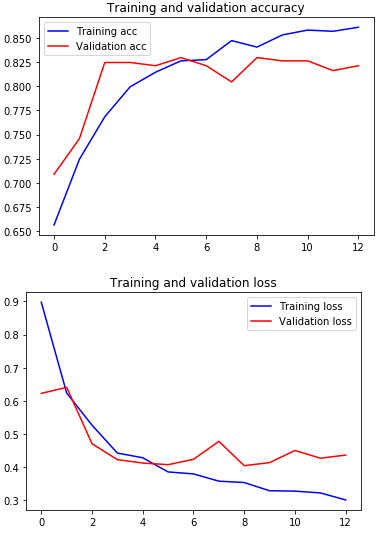 Training and validation accuracy
Training acc
Validation acc
0.850
0.825
0.800
0.775
0.750
0.725
0.700
0.675
0.650
0 2 4 6 8 10 12
Training and validation loss
Training loss
Validation loss
0.9
0.8
0.7
0.6
0.5
0.4
0.3
0 2 4 6 8 10 12